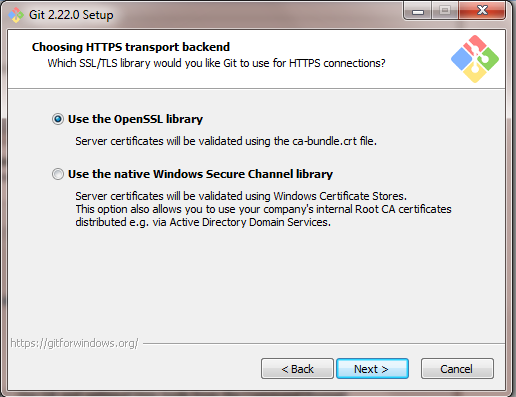 Git 2.22.0 Setup
Choosing HTTPS transport backend
Which SSL/TLS library would you like Git to use for HTTPS connections?
Use the OpenSSL library
Server certificates will be validated using the ca-bundle.crt file.
Use the native Windows Secure Channel library
Server certificates will be validated using Windows Certificate Stores.
This option also allows you to use your company's internal Root CA certificates
distributed e.g. via Active Directory Domain Services.
https://gitforwindows.org/
< Back
Next >
Cancel